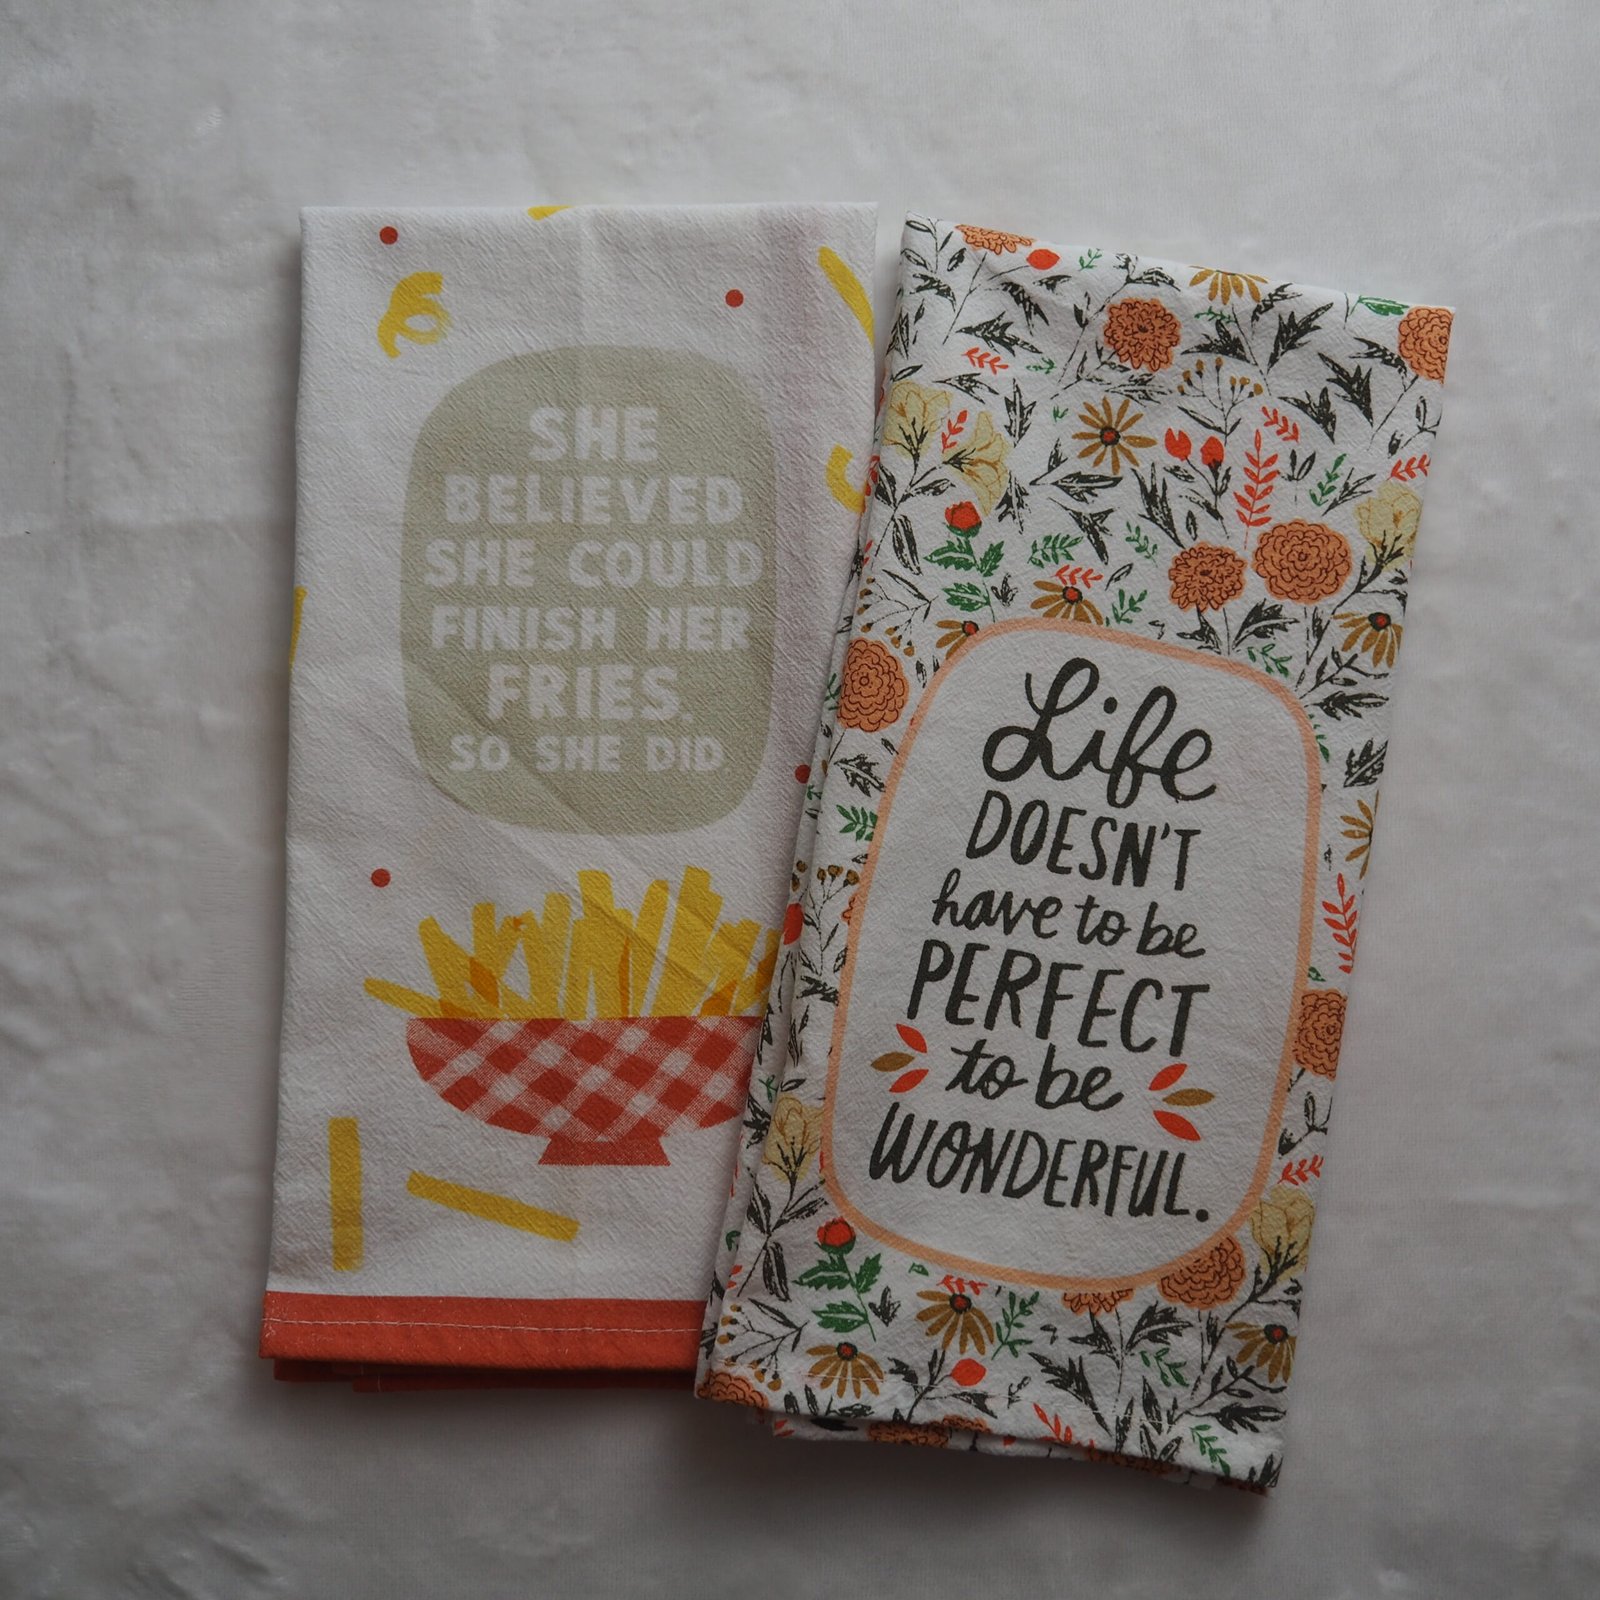 SHE
BELIEVED
SHE COULD
FINISH HER
FRIES.
SO SHE DID.
Life
DOESN'T
have to be
PERFECT
to be
WONDERFUL.